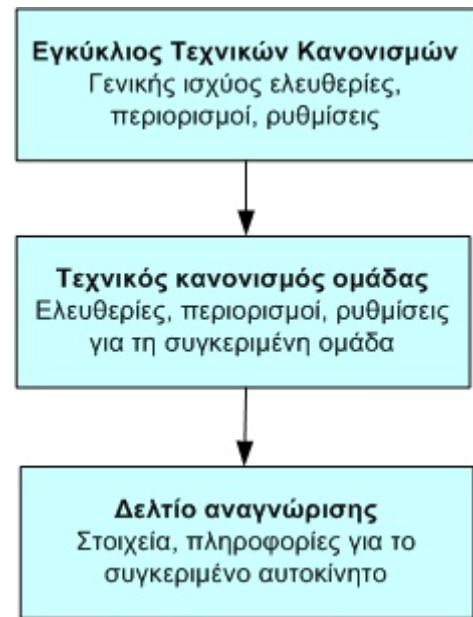 Εγκύκλιος Τεχνικών Κανονισμών
Γενικής ισχύος ελευθερίες,
περιορισμοί, ρυθμίσεις
Τεχνικός κανονισμός ομάδας
Ελευθερίες, περιορισμοί, ρυθμίσεις
για τη συγκεριμένη ομάδα
Δελτίο αναγνώρισης
Στοιχεία, πληροφορίες για το
συγκεριμένο αυτοκίνητο